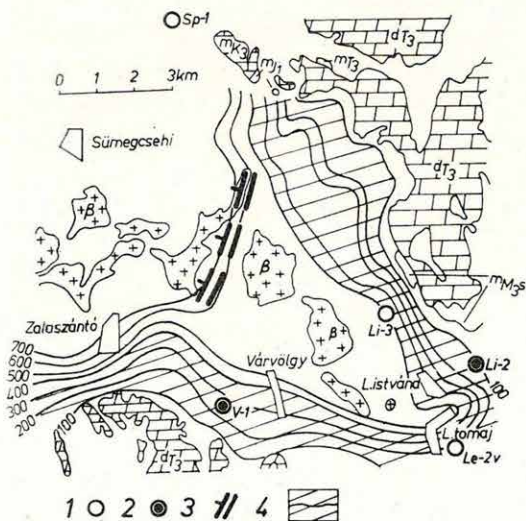 Sp-1
mK3
mJ1
mT3
dT3
0 1 2 3km
Sümegcsehi
β
dT3
β
mM3s
β
Zalaszántó
Li-3
Várvölgy
Li-2
700
600
500
400
300
200
100
L.istvánd
100
V-1
L.tomaj
Le-2v
dT3
1 2 3 4